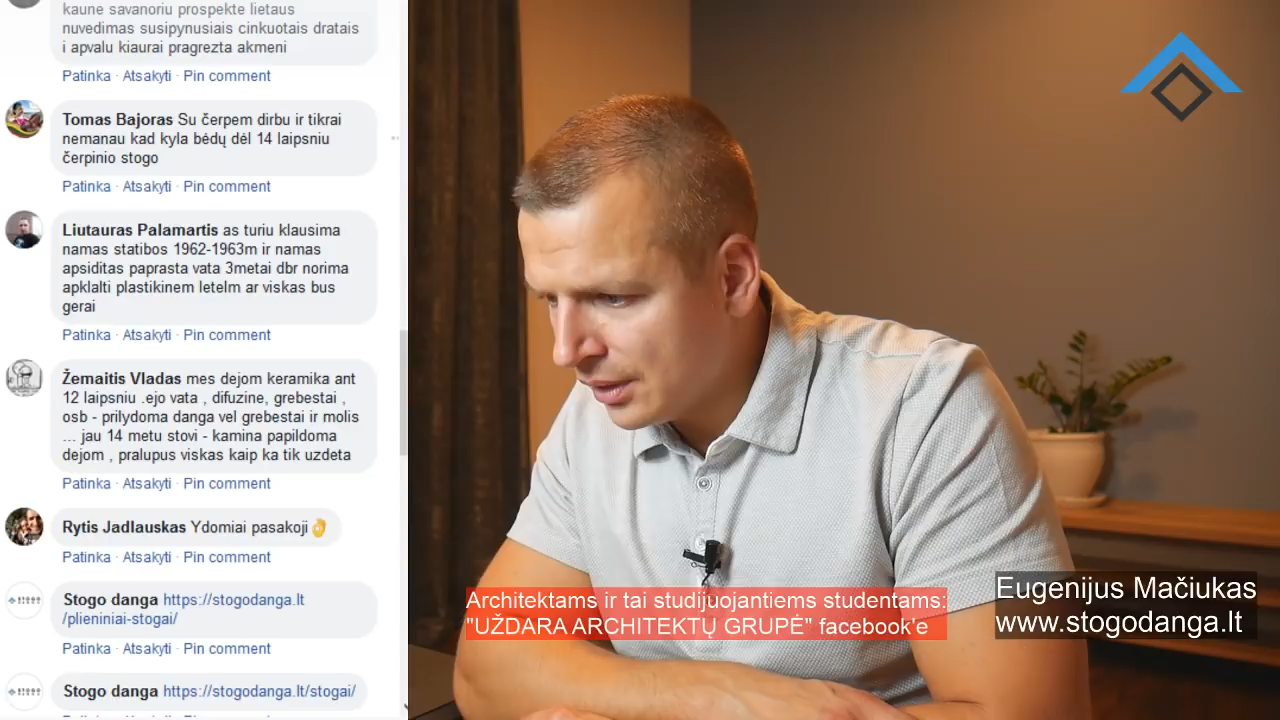 kaune savanoriu prospekte lietaus
nuvedimas susipynusiais cinkuotais dratais
i apvalu kiaurai pragrezta akmeni
Patinka · Atsakyti · Pin comment
Tomas Bajoras Su čerpem dirbu ir tikrai
nemanau kad kyla bėdų dėl 14 laipsniu
čerpinio stogo
Patinka · Atsakyti · Pin comment
Liutauras Palamartis as turiu klausima
namas statibos 1962-1963m ir namas
apsiditas paprasta vata 3metai dbr norima
apklalti plastikinem letelm ar viskas bus
gerai
Patinka · Atsakyti · Pin comment
Žemaitis Vladas mes dejom keramika ant
12 laipsniu .ejo vata , difuzine, grebestai ,
osb - prilydoma danga vel grebestai ir molis
... jau 14 metu stovi - kamina papildoma
dejom , pralupus viskas kaip ka tik uzdeta
Patinka · Atsakyti · Pin comment
Rytis Jadlauskas Ydomiai pasakoji👌
Patinka · Atsakyti · Pin comment
Stogo danga https://stogodanga.lt
/plieniniai-stogai/
Patinka · Atsakyti · Pin comment
Stogo danga https://stogodanga.lt/stogai/
Architektams ir tai studijuojantiems studentams:
"UŽDARA ARCHITEKTŲ GRUPĖ" facebook'e
Eugenijus Mačiukas
www.stogodanga.lt